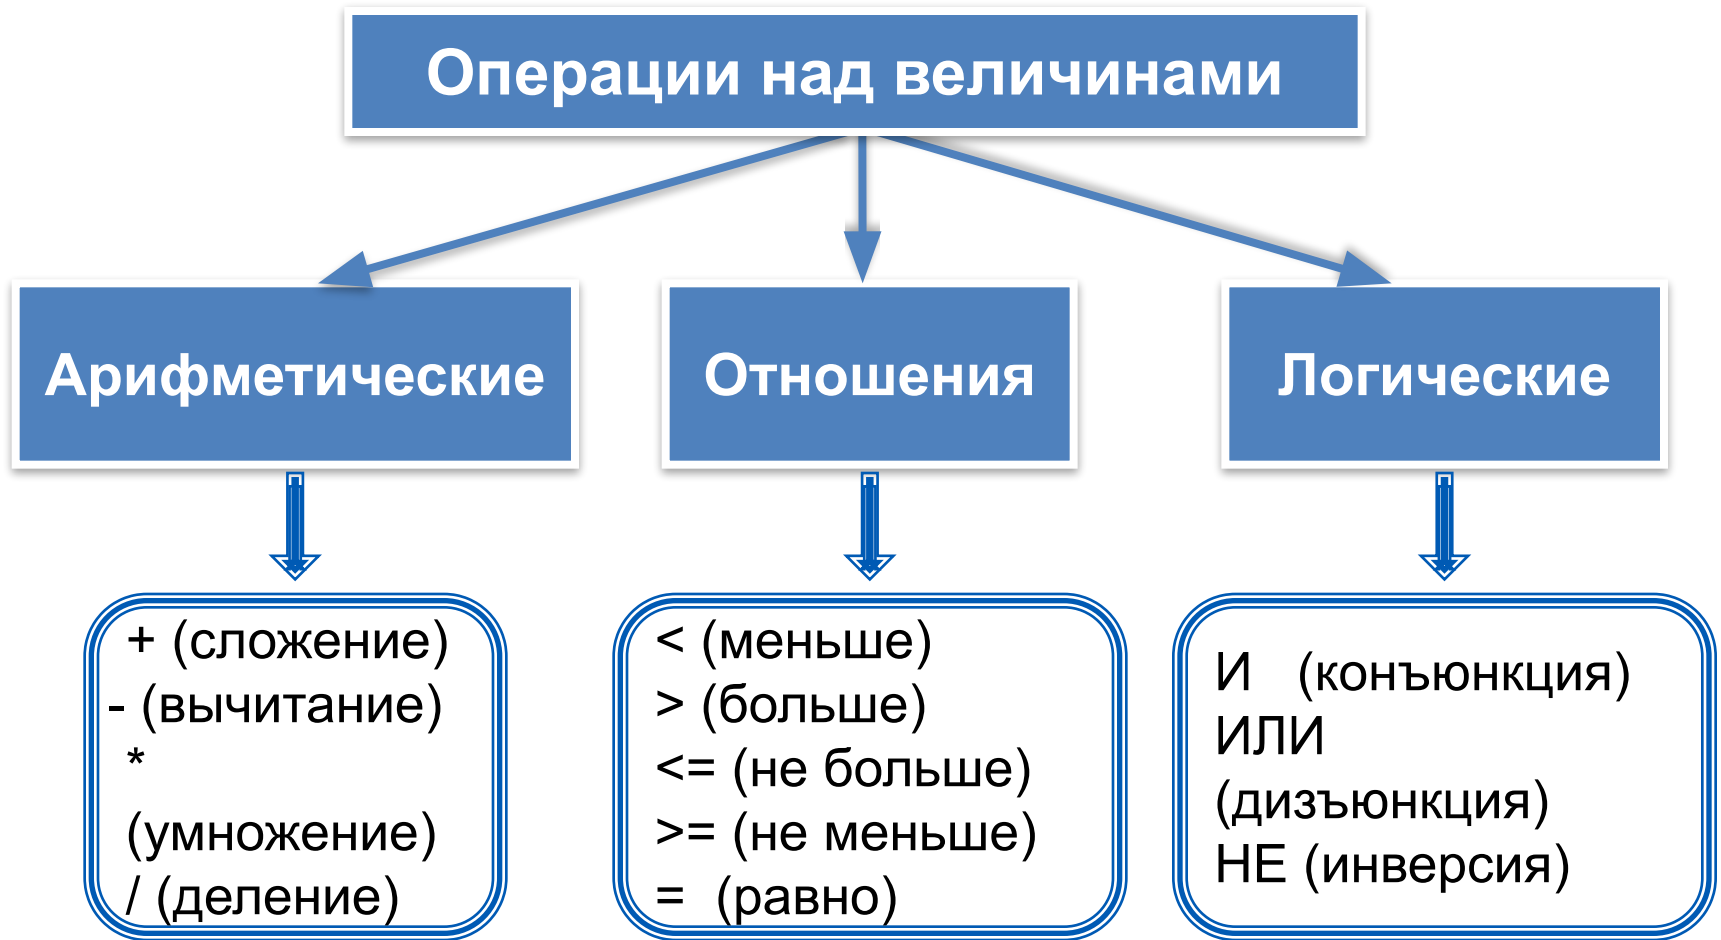 Операции над величинами
Арифметические
Отношения
Логические
+ (сложение)
- (вычитание)
*
(умножение)
/ (деление)
< (меньше)
> (больше)
<= (не больше)
>= (не меньше)
= (равно)
И (конъюнкция)
ИЛИ
(дизъюнкция)
НЕ (инверсия)